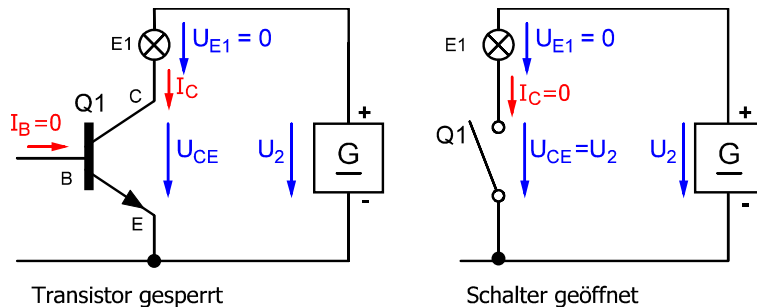 E1
U_E1 = 0
I_C
C
Q1
I_B=0
B
E
U_CE
U_2
+
G
-
Transistor gesperrt
E1
U_E1 = 0
I_C=0
Q1
U_CE=U_2
U_2
+
G
-
Schalter geöffnet